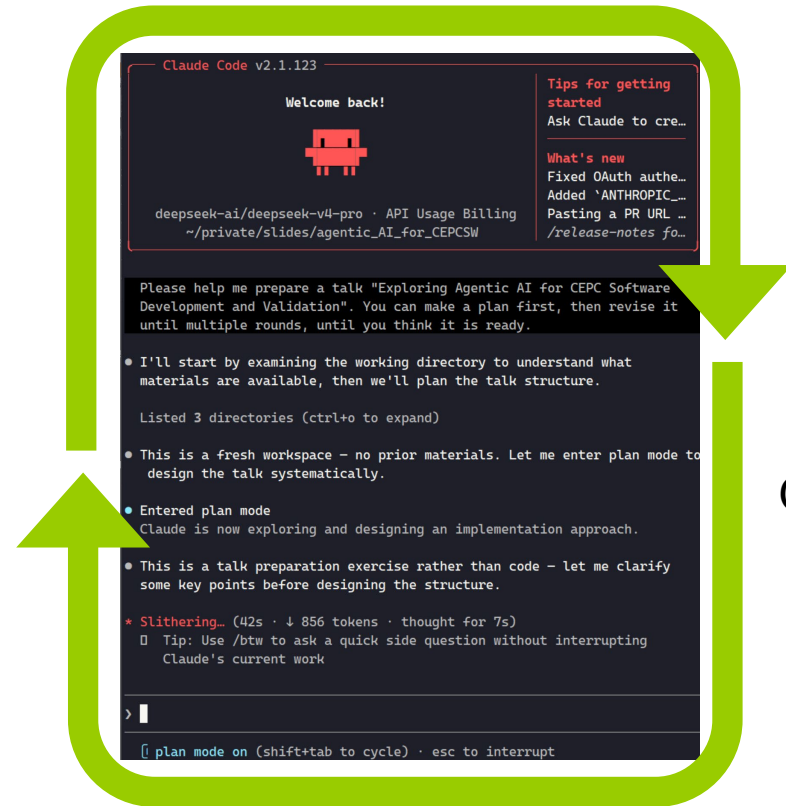 Claude Code v2.1.123
Welcome back!
deepseek-ai/deepseek-v4-pro · API Usage Billing
~/private/slides/agentic_AI_for_CEPCSW
Tips for getting
started
Ask Claude to cre…
What's new
Fixed OAuth authe…
Added `ANTHROPIC_…
Pasting a PR URL …
/release-notes fo…
Please help me prepare a talk "Exploring Agentic AI for CEPC Software
Development and Validation". You can make a plan first, then revise it
until multiple rounds, until you think it is ready.
● I'll start by examining the working directory to understand what
materials are available, then we'll plan the talk structure.
Listed 3 directories (ctrl+o to expand)
● This is a fresh workspace — no prior materials. Let me enter plan mode to
design the talk systematically.
● Entered plan mode
Claude is now exploring and designing an implementation approach.
● This is a talk preparation exercise rather than code — let me clarify
some key points before designing the structure.
* Slithering… (42s · ↓ 856 tokens · thought for 7s)
Tip: Use /btw to ask a quick side question without interrupting
Claude's current work
❯
plan mode on (shift+tab to cycle) · esc to interrupt